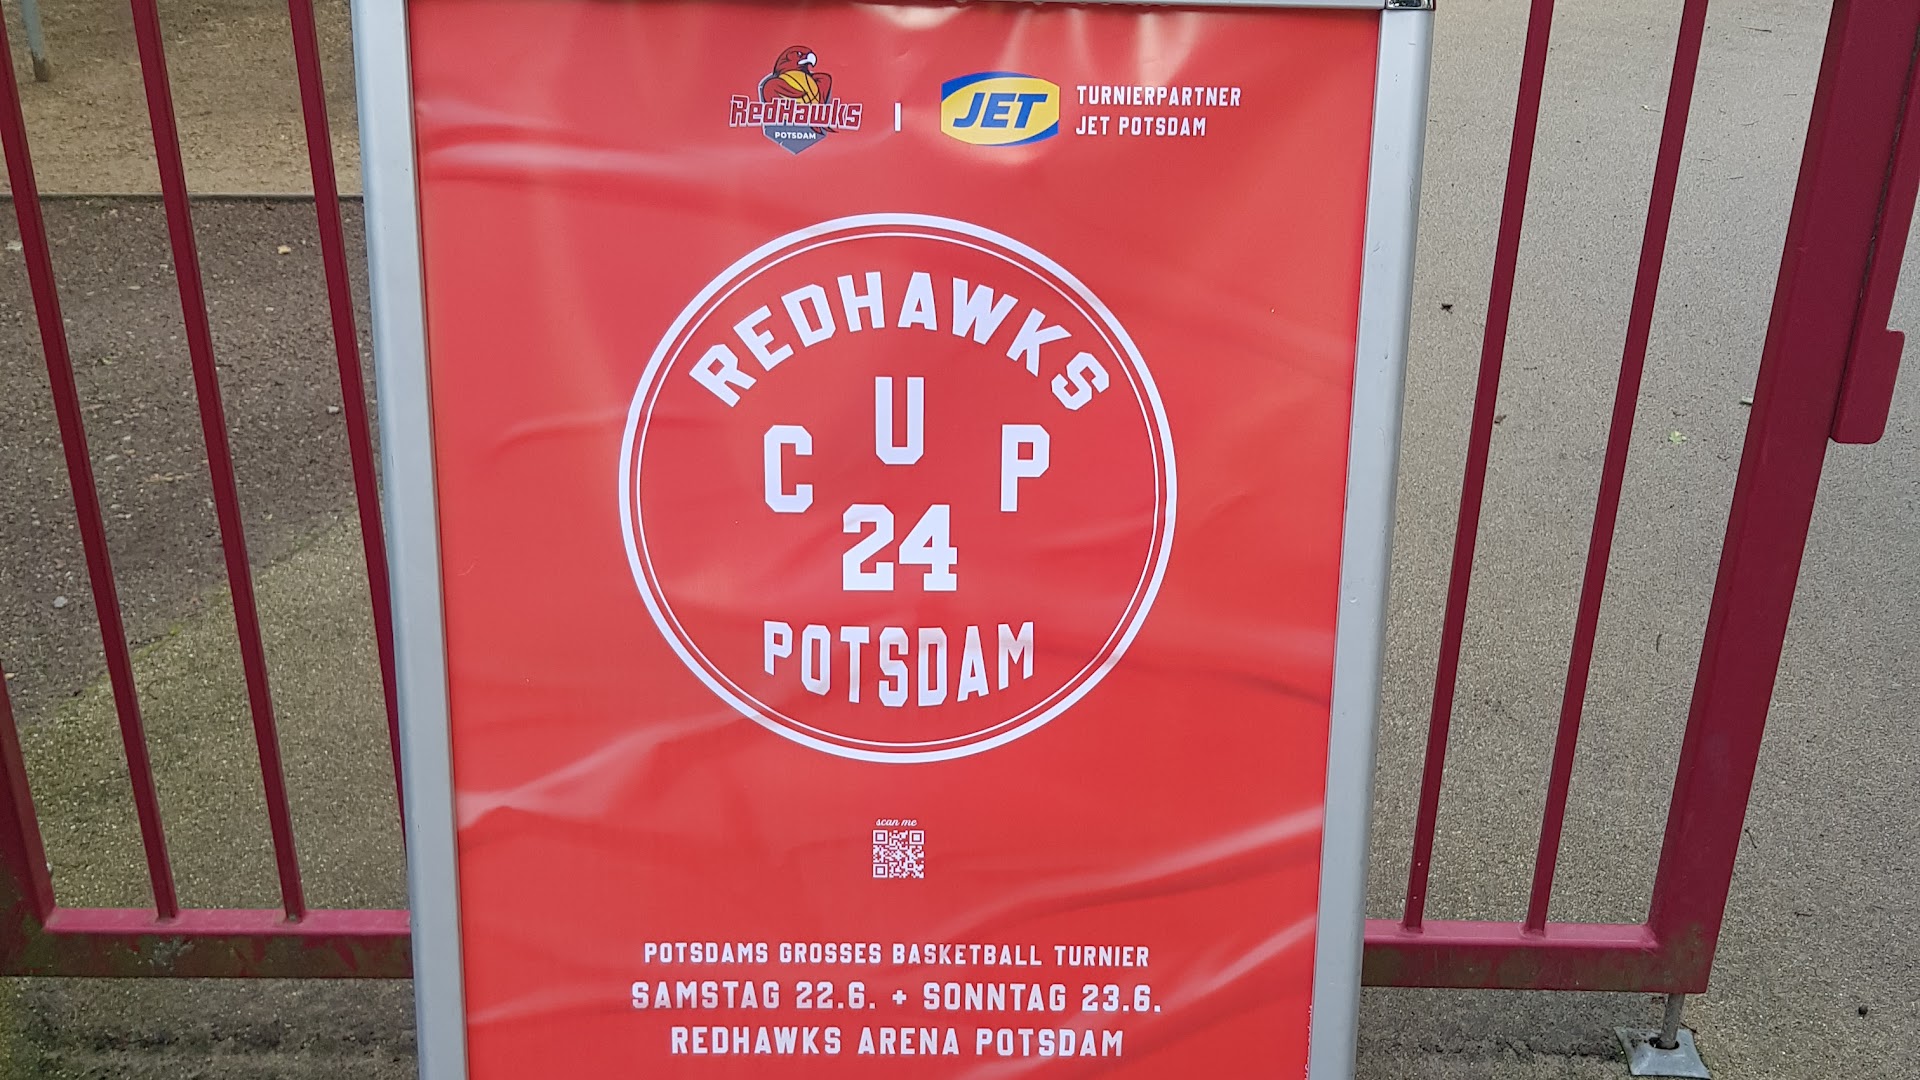 RedHawks
POTSDAM
|
JET
TURNIERPARTNER
JET POTSDAM
REDHAWKS
CUP
24
POTSDAM
scan me
POTSDAMS GROSSES BASKETBALL TURNIER
SAMSTAG 22.6. + SONNTAG 23.6.
REDHAWKS ARENA POTSDAM